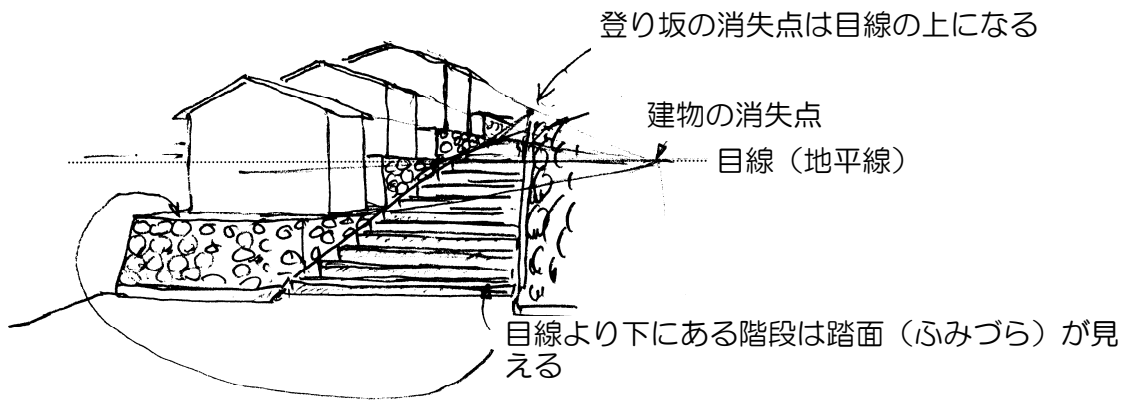 登り坂の消失点は目線の上になる
建物の消失点
目線（地平線）
目線より下にある階段は踏面（ふみづら）が見
える